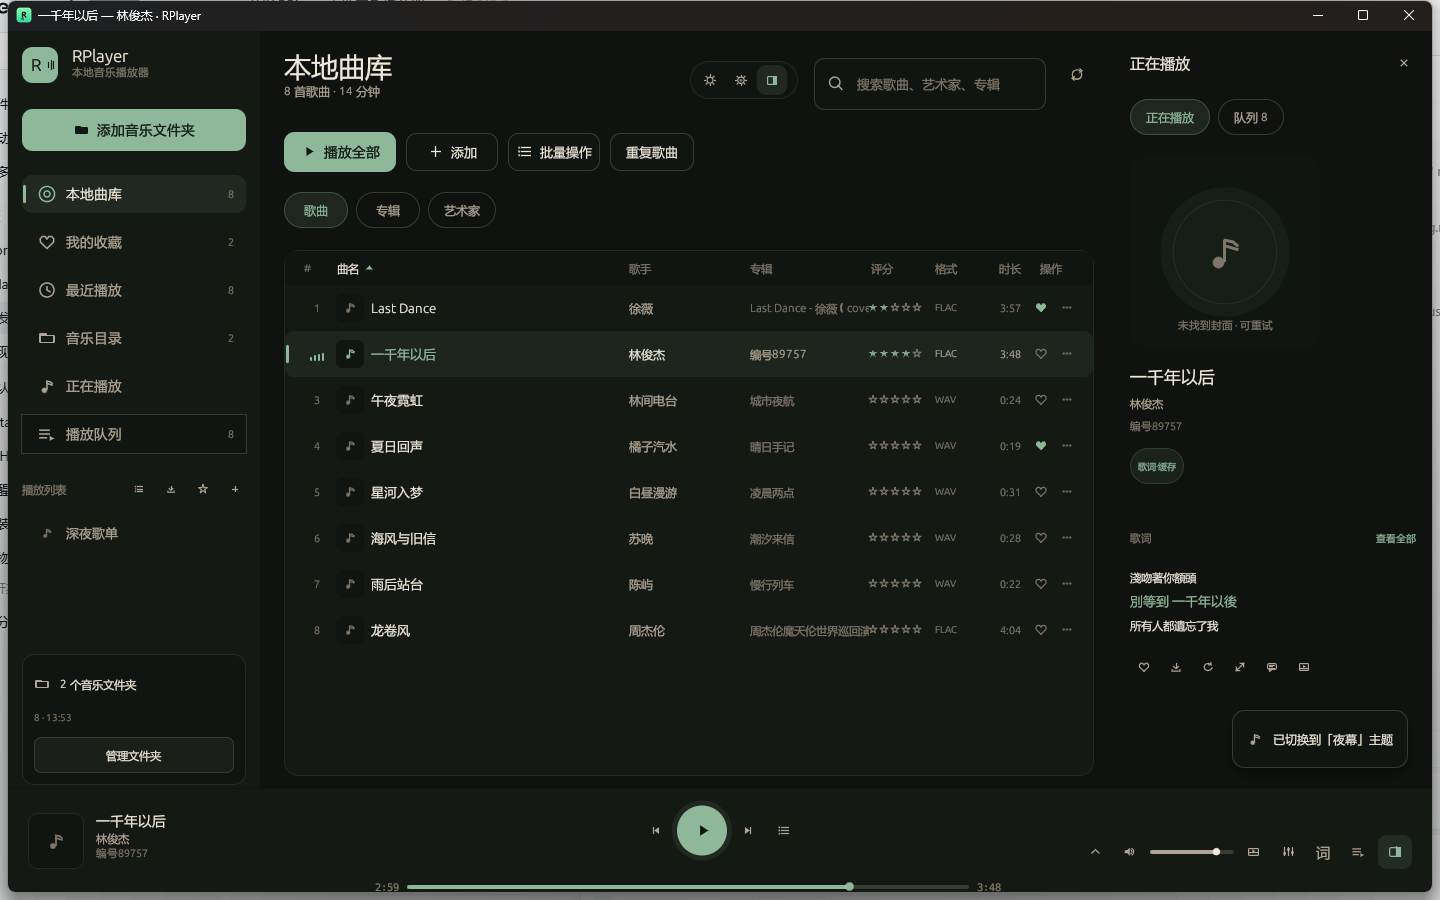 一千年以后 — 林俊杰 · RPlayer
R
RPlayer
本地音乐播放器
添加音乐文件夹
本地曲库 8
我的收藏 2
最近播放 8
音乐目录 2
正在播放
播放队列 8
播放列表
深夜歌单
2 个音乐文件夹
8 · 13:53
管理文件夹
本地曲库
8 首歌曲 · 14 分钟
搜索歌曲、艺术家、专辑
播放全部 添加 批量操作 重复歌曲
歌曲 专辑 艺术家
# 曲名 歌手 专辑 评分 格式 时长 操作
1 Last Dance 徐薇 Last Dance - 徐薇 ( cove ★★☆☆☆ FLAC 3:57
一千年以后 林俊杰 编号89757 ★★★★☆ FLAC 3:48
3 午夜霓虹 林间电台 城市夜航 ☆☆☆☆☆ WAV 0:24
4 夏日回声 橘子汽水 晴日手记 ☆☆☆☆☆ WAV 0:19
5 星河入梦 白昼漫游 凌晨两点 ☆☆☆☆☆ WAV 0:31
6 海风与旧信 苏晚 潮汐来信 ☆☆☆☆☆ WAV 0:28
7 雨后站台 陈屿 慢行列车 ☆☆☆☆☆ WAV 0:22
8 龙卷风 周杰伦 周杰伦魔天伦世界巡回演 ☆☆☆☆☆ FLAC 4:04
正在播放
正在播放 队列 8
未找到封面 · 可重试
一千年以后
林俊杰
编号89757
歌词·缓存
歌词 查看全部
淺吻著你額頭
別等到 一千年以後
所有人都遺忘了我
已切换到「夜幕」主题
一千年以后
林俊杰
编号89757
词
2:59 3:48